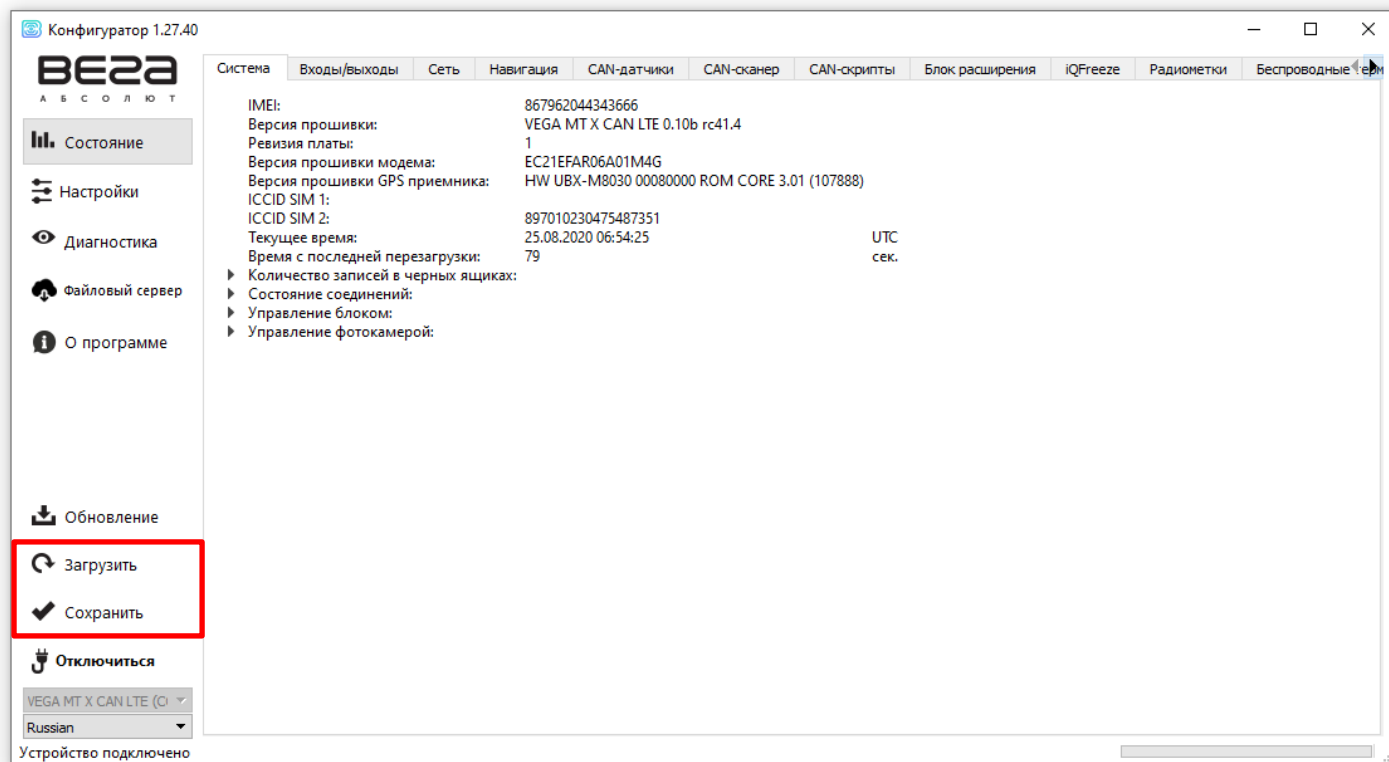 Конфигуратор 1.27.40
ВЕГА
АБСОЛЮТ
Система Входы/выходы Сеть Навигация CAN-датчики CAN-сканер CAN-скрипты Блок расширения iQFreeze Радиометки Беспроводные
Состояние
Настройки
Диагностика
Файловый сервер
О программе
Обновление
Загрузить
Сохранить
Отключиться
VEGA MT X CAN LTE
Russian
Устройство подключено
IMEI: 867962044343666
Версия прошивки: VEGA MT X CAN LTE 0.10b rc41.4
Ревизия платы: 1
Версия прошивки модема: EC21EFAR06A01M4G
Версия прошивки GPS приемника: HW UBX-M8030 00080000 ROM CORE 3.01 (107888)
ICCID SIM 1:
ICCID SIM 2: 897010230475487351
Текущее время: 25.08.2020 06:54:25 UTC
Время с последней перезагрузки: 79 сек.
Количество записей в черных ящиках:
Состояние соединений:
Управление блоком:
Управление фотокамерой: